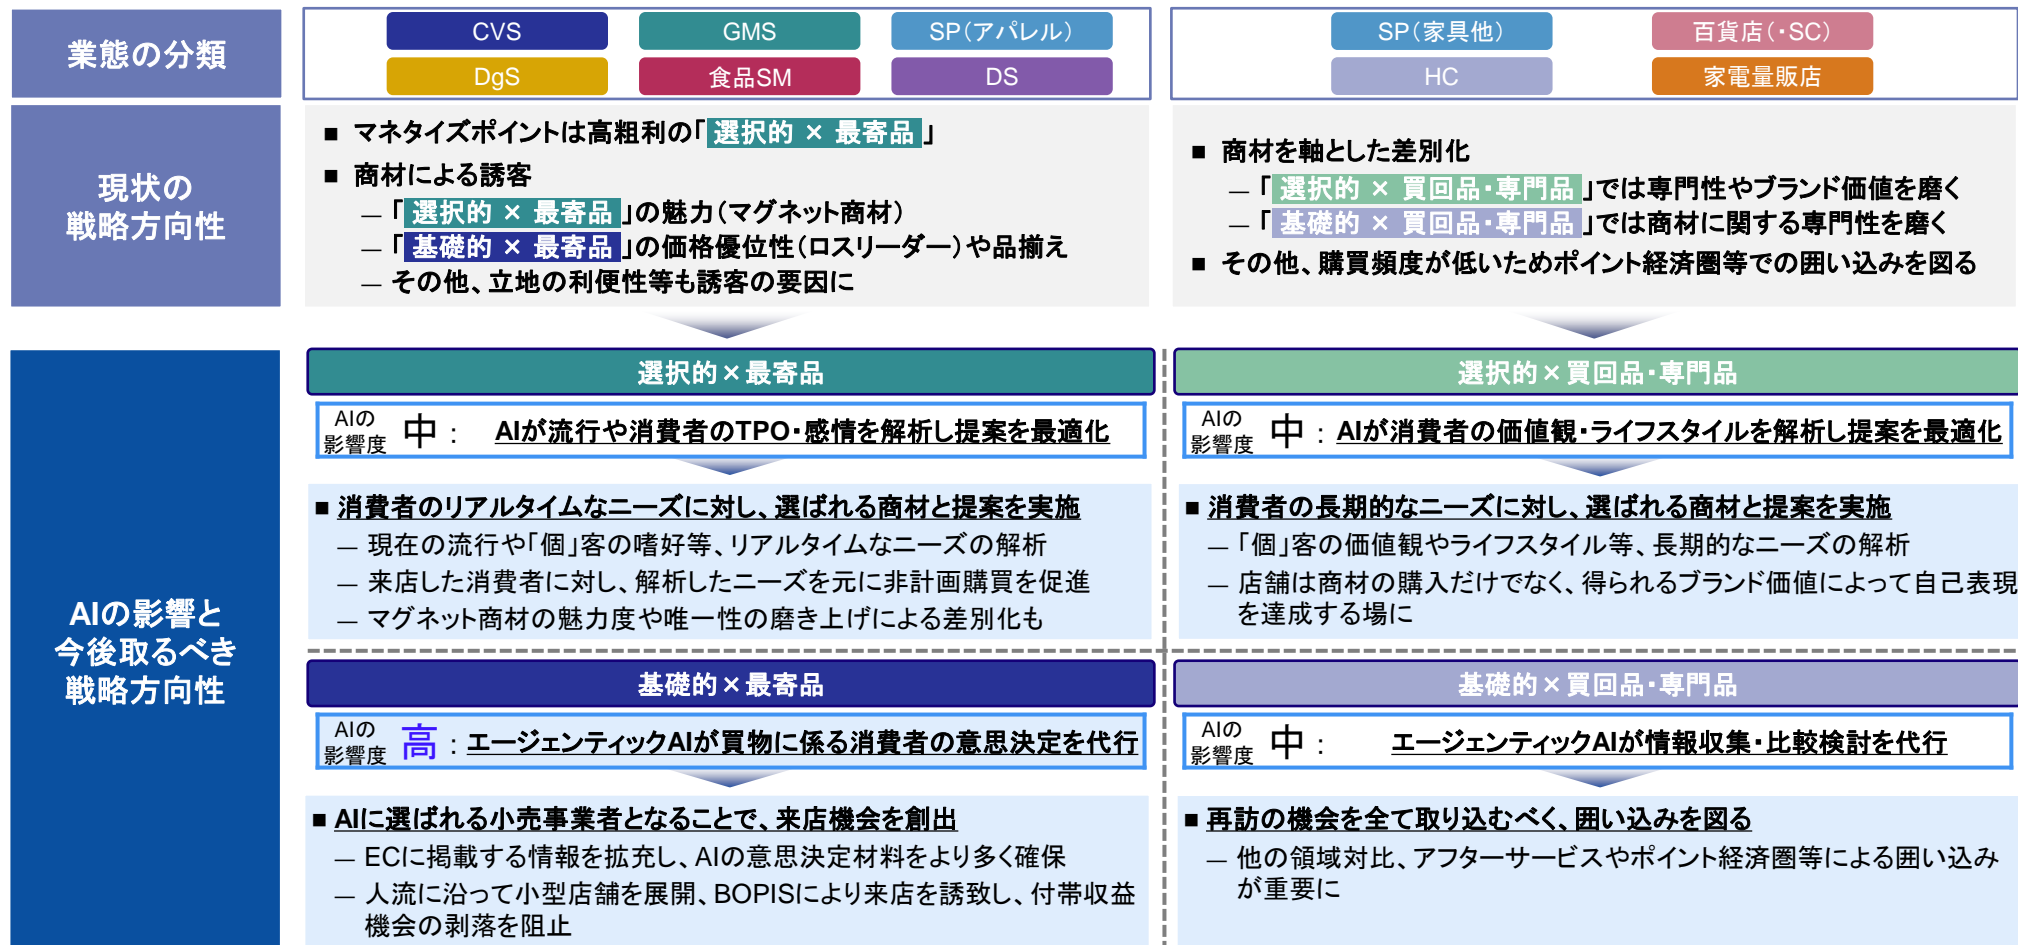 業態の分類
CVS
GMS
SP（アパレル）
DgS
食品SM
DS
SP（家具他）
百貨店（・SC）
HC
家電量販店
現状の
戦略方向性
■ マネタイズポイントは高粗利の「選択的 × 最寄品」
■ 商材による誘客
― 「選択的 × 最寄品」の魅力（マグネット商材）
― 「基礎的 × 最寄品」の価格優位性（ロスリーダー）や品揃え
― その他、立地の利便性等も誘客の要因に
■ 商材を軸とした差別化
― 「選択的 × 買回品・専門品」では専門性やブランド価値を磨く
― 「基礎的 × 買回品・専門品」では商材に関する専門性を磨く
■ その他、購買頻度が低いためポイント経済圏等での囲い込みを図る
AIの影響と
今後取るべき
戦略方向性
選択的×最寄品
AIの
影響度
中 ： AIが流行や消費者のTPO・感情を解析し提案を最適化
■ 消費者のリアルタイムなニーズに対し、選ばれる商材と提案を実施
― 現在の流行や「個」客の嗜好等、リアルタイムなニーズの解析
― 来店した消費者に対し、解析したニーズを元に非計画購買を促進
― マグネット商材の魅力度や唯一性の磨き上げによる差別化も
選択的×買回品・専門品
AIの
影響度
中 ： AIが消費者の価値観・ライフスタイルを解析し提案を最適化
■ 消費者の長期的なニーズに対し、選ばれる商材と提案を実施
― 「個」客の価値観やライフスタイル等、長期的なニーズの解析
― 店舗は商材の購入だけでなく、得られるブランド価値によって自己表現
を達成する場に
基礎的×最寄品
AIの
影響度
高 ： エージェンティックAIが買物に係る消費者の意思決定を代行
■ AIに選ばれる小売事業者となることで、来店機会を創出
― ECに掲載する情報を拡充し、AIの意思決定材料をより多く確保
― 人流に沿って小型店舗を展開、BOPISにより来店を誘致し、付帯収益
機会の剥落を阻止
基礎的×買回品・専門品
AIの
影響度
中 ： エージェンティックAIが情報収集・比較検討を代行
■ 再訪の機会を全て取り込むべく、囲い込みを図る
― 他の領域対比、アフターサービスやポイント経済圏等による囲い込み
が重要に